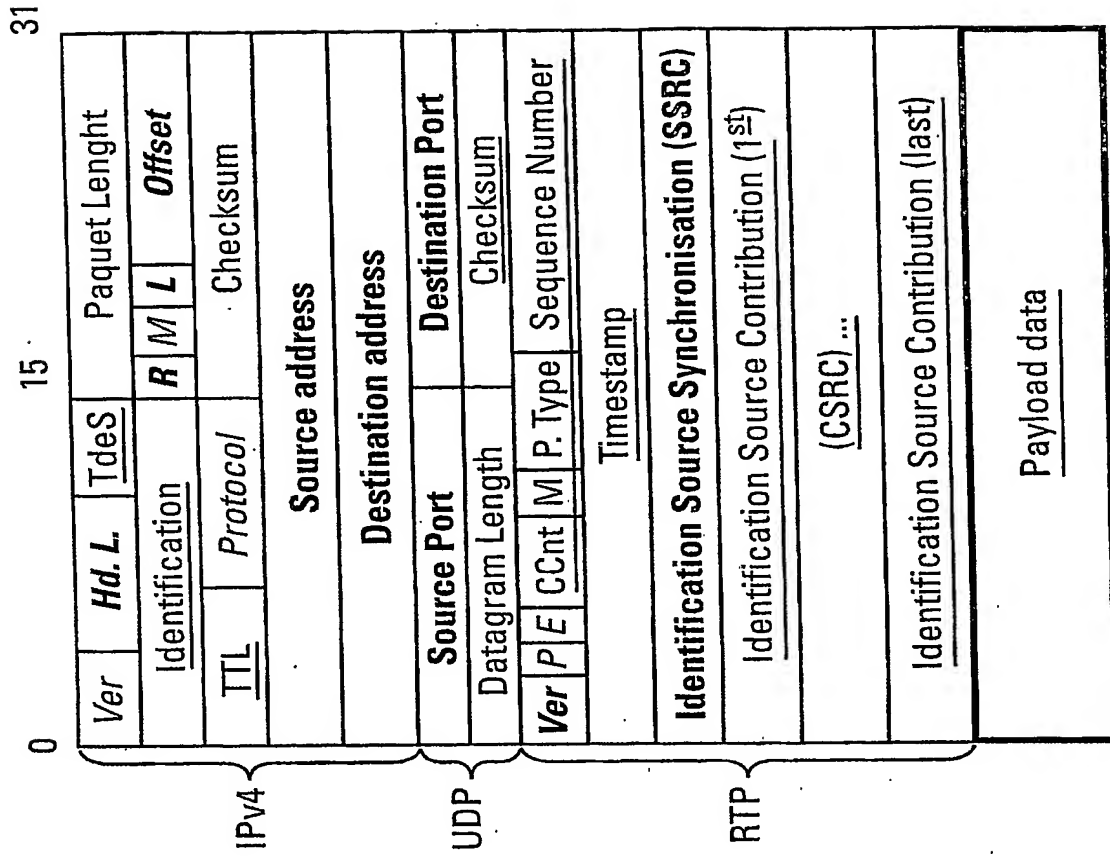 0 15 31
IPv4
Ver Hd. L. TdeS Paquet Lenght
Identification R M L Offset
TTL Protocol Checksum
Source address
Destination address
UDP
Source Port Destination Port
Datagram Length Checksum
RTP
Ver P E CCnt M P. Type Sequence Number
Timestamp
Identification Source Synchronisation (SSRC)
Identification Source Contribution (1st)
(CSRC) ...
Identification Source Contribution (last)
Payload data